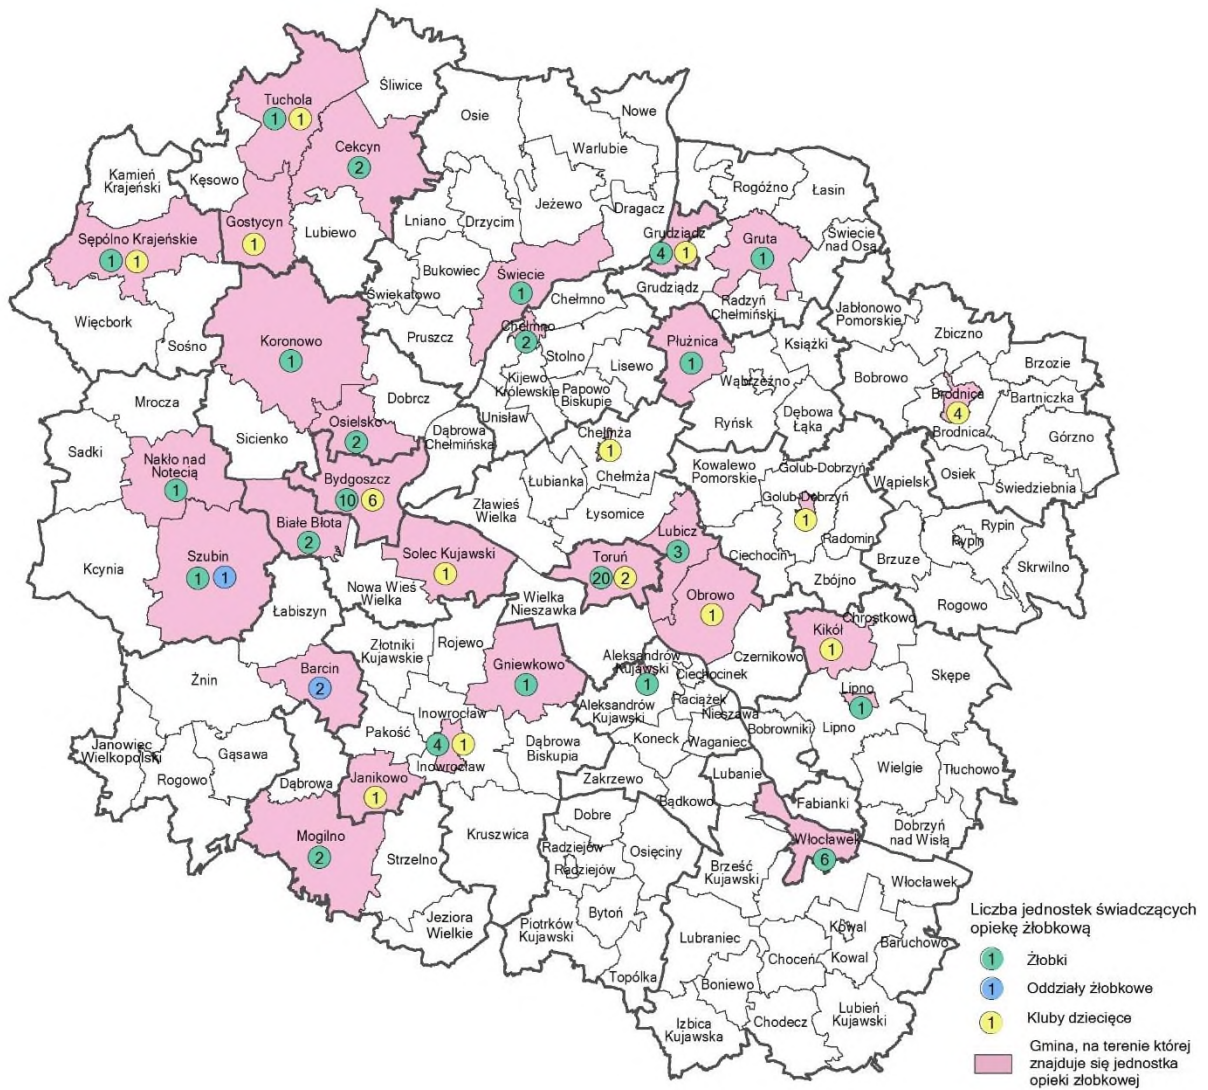 Śliwice
Tuchola
1 1
Osie
Nowe
Cekcyn
2
Warlubie
Kamień
Krajeński
Kęsowo
Rogóźno
Łasin
Jeżewo
Dragacz
Lniano
Drzycim
Gostycyn
1
Lubiewo
Grudziądz
4 1
Gruta
1
Świecie
nad Osą
Sępólno Krajeńskie
1 1
Bukowiec
Świecie
1
Grudziądz
Świekatowo
Chełmno
Radzyń
Chełmiński
Jabłonowo
Pomorskie
Więcbork
Sośno
Pruszcz
Chełmno
2
Zbiczno
Koronowo
1
Stolno
Płużnica
1
Książki
Brzozie
Lisewo
Kijewo
Królewskie
Papowo
Biskupie
Wąbrzeźno
Bobrowo
Brodnica
4
Bartniczka
Mrocza
Dobrcz
Unisław
Dębowa
Łąka
Osielsko
2
Ryńsk
Brodnica
Górzno
Sicienko
Dąbrowa
Chełmińska
Chełmża
1
Sadki
Nakło nad
Notecią
1
Kowalewo
Pomorskie
Golub-Dobrzyń
Wąpielsk
Osiek
Bydgoszcz
10 6
Łubianka
Chełmża
Świedziebnia
Zławieś
Wielka
Golub-Dobrzyń
1
Białe Błota
2
Łysomice
Lubicz
3
Rypin
Rypin
Radomin
Szubin
1 1
Solec Kujawski
1
Toruń
20 2
Ciechocin
Brzuze
Skrwilno
Kcynia
Nowa Wieś
Wielka
Zbójno
Obrowo
1
Łabiszyn
Wielka
Nieszawka
Rogowo
Chrostkowo
Kikół
1
Złotniki
Kujawskie
Rojewo
Aleksandrów
Kujawski
1
Czernikowo
Żnin
Barcin
2
Gniewkowo
1
Ciechocinek
Skępe
Lipno
1
Raciążek
Aleksandrów
Kujawski
Nieszawa
Inowrocław
4 1
Inowrocław
Pakość
Bobrowniki
Lipno
Janowiec
Wielkopolski
Gąsawa
Dąbrowa
Biskupia
Koneck
Waganiec
Rogowo
Dąbrowa
Janikowo
1
Zakrzewo
Lubanie
Wielgie
Tłuchowo
Bądkowo
Fabianki
Dobre
Mogilno
2
Strzelno
Kruszwica
Dobrzyń
nad Wisłą
Włocławek
6
Radziejów
Radziejów
Osięciny
Brześć
Kujawski
Włocławek
Jeziora
Wielkie
Bytoń
Piotrków
Kujawski
Kowal
Kowal
Lubraniec
Baruchowo
Choceń
Topólka
Boniewo
Izbica
Kujawska
Chodecz
Lubień
Kujawski
Liczba jednostek świadczących
opiekę żłobkową
1 Żłobki
1 Oddziały żłobkowe
1 Kluby dziecięce
Gmina, na terenie której
znajduje się jednostka
opieki złobkowej